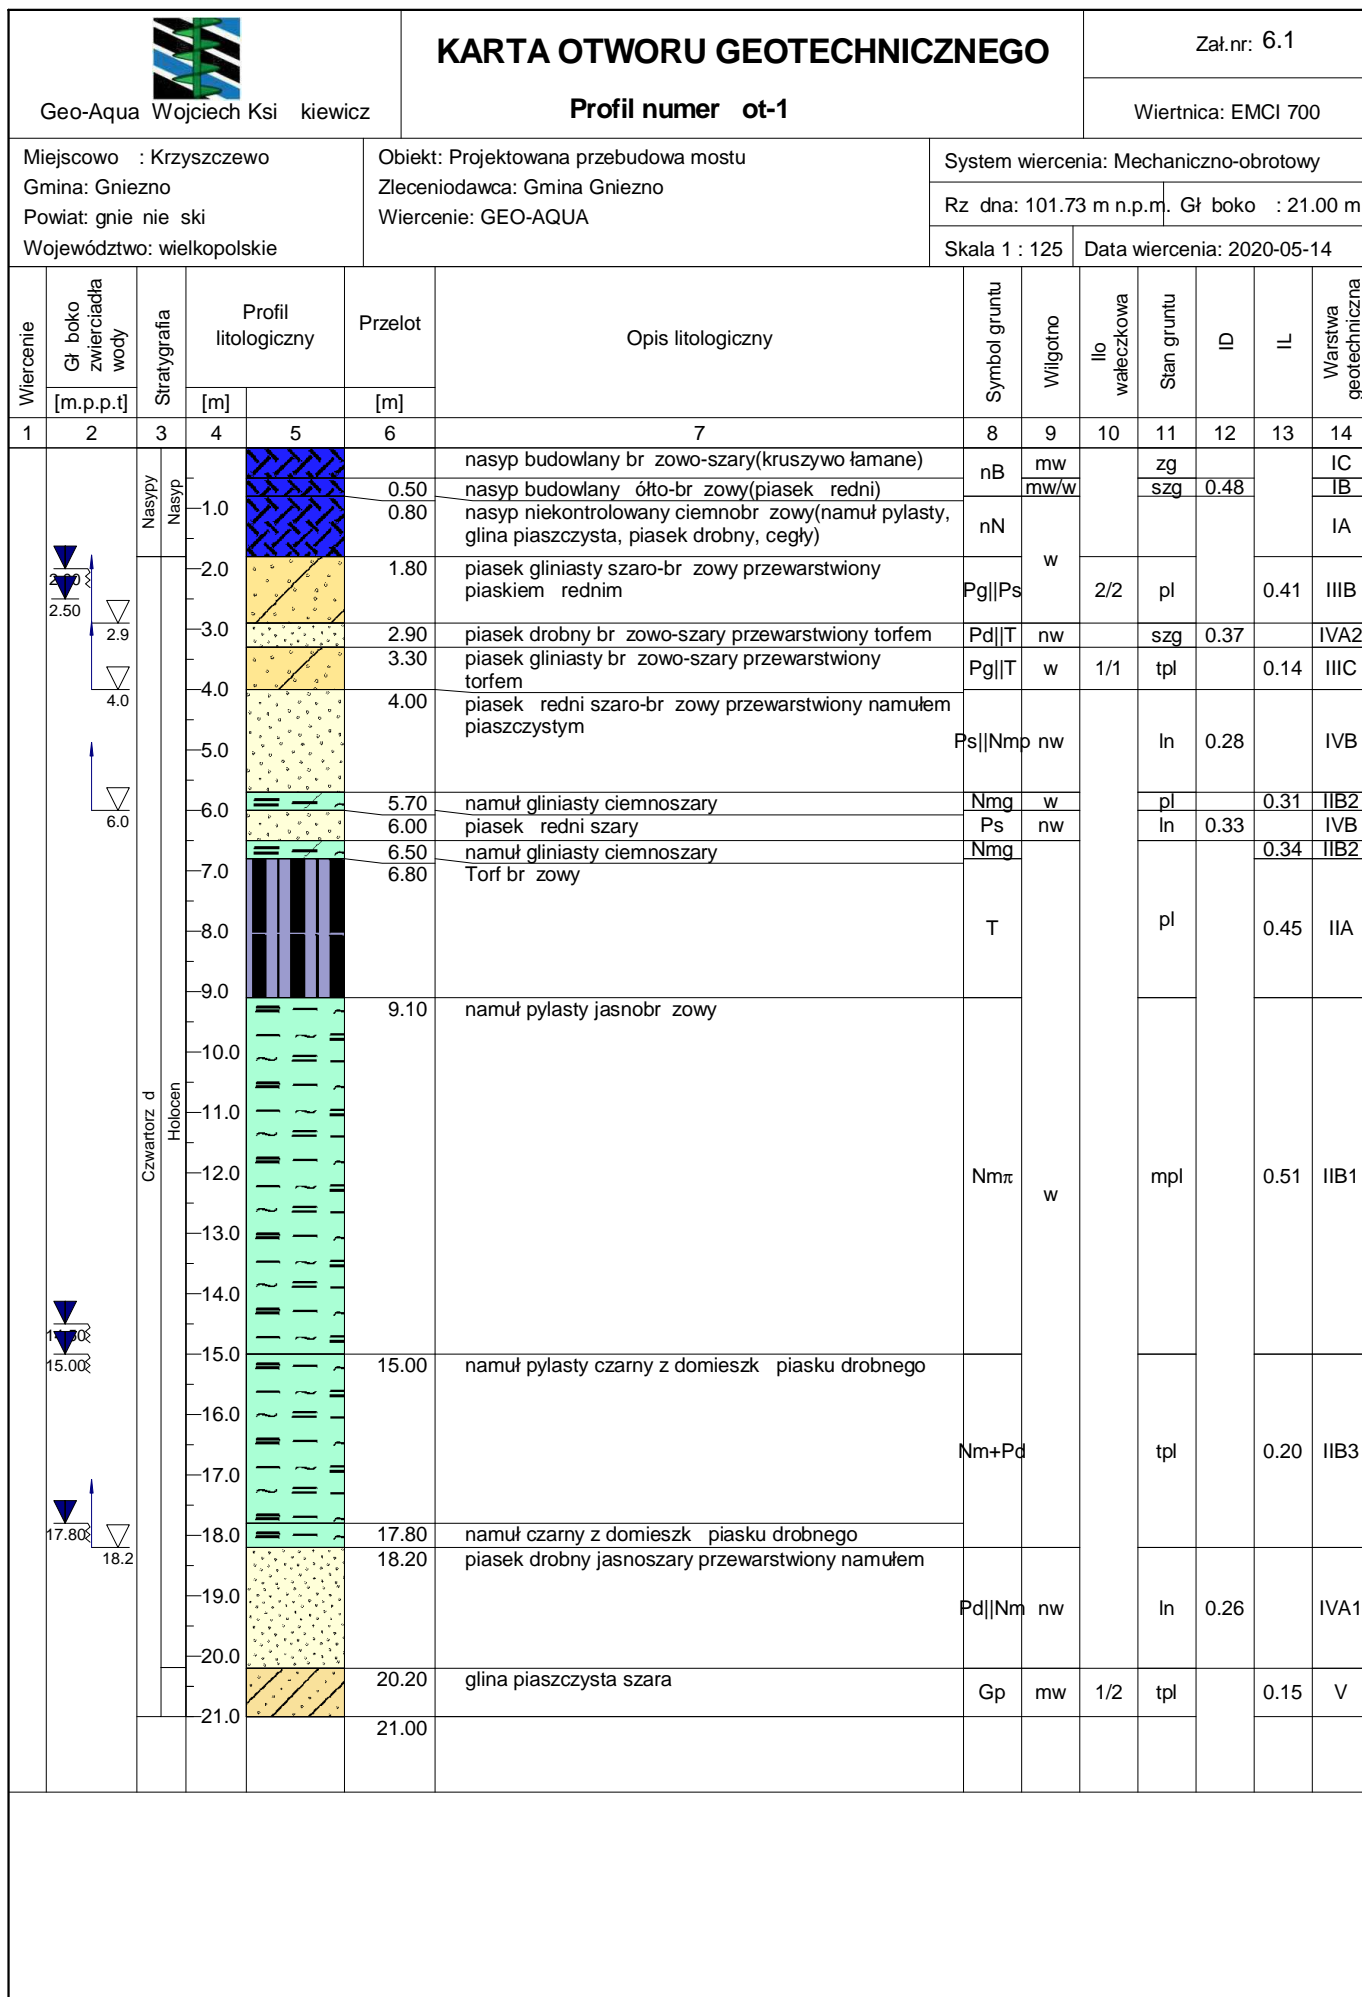 KARTA OTWORU GEOTECHNICZNEGO
Profil numer ot-1
Zał.nr: 6.1
Geo-Aqua Wojciech Ksi kiewicz
Wiertnica: EMCI 700
Miejscowo : Krzyszczewo
Gmina: Gniezno
Powiat: gnie nie ski
Województwo: wielkopolskie
Obiekt: Projektowana przebudowa mostu
Zleceniodawca: Gmina Gniezno
Wiercenie: GEO-AQUA
System wiercenia: Mechaniczno-obrotowy
Rz dna: 101.73 m n.p.m. Gł boko : 21.00 m
Skala 1 : 125 Data wiercenia: 2020-05-14
Wiercenie
Gł boko
zwierciadła
wody
[m.p.p.t]
Stratygrafia
Profil
litologiczny
[m]
Przelot
[m]
Opis litologiczny
Symbol gruntu
Wilgotno
Ilo
wałeczkowa
Stan gruntu
ID
IL
Warstwa
geotechniczna
1 2 3 4 5 6 7 8 9 10 11 12 13 14
Nasypy
Nasyp
nasyp budowlany br zowo-szary(kruszywo łamane) nB mw zg IC
0.50 nasyp budowlany ółto-br zowy(piasek redni) mw/w szg 0.48 IB
-1.0
0.80 nasyp niekontrolowany ciemnobr zowy(namuł pylasty,
glina piaszczysta, piasek drobny, cegły) nN IA
w
-2.0
1.80 piasek gliniasty szaro-br zowy przewarstwiony
piaskiem rednim Pg||Ps 2/2 pl 0.41 IIIB
2.50
2.9
-3.0
2.90 piasek drobny br zowo-szary przewarstwiony torfem Pd||T nw szg 0.37 IVA2
3.30 piasek gliniasty br zowo-szary przewarstwiony
torfem Pg||T w 1/1 tpl 0.14 IIIC
-4.0
4.0
4.00 piasek redni szaro-br zowy przewarstwiony namułem
piaszczystym
-5.0
Ps||Nmp nw ln 0.28 IVB
5.70 namuł gliniasty ciemnoszary Nmg w pl 0.31 IIB2
-6.0
6.0
6.00 piasek redni szary Ps nw ln 0.33 IVB
6.50 namuł gliniasty ciemnoszary Nmg 0.34 IIB2
-7.0
6.80 Torf br zowy
-8.0
T pl 0.45 IIA
-9.0
9.10 namuł pylasty jasnobr zowy
-10.0
-11.0
Czwartorz d
Holocen
-12.0
Nmπ w mpl 0.51 IIB1
-13.0
-14.0
-15.0
15.00
15.00 namuł pylasty czarny z domieszk piasku drobnego
-16.0
Nm+Pd tpl 0.20 IIB3
-17.0
17.80
-18.0
17.80 namuł czarny z domieszk piasku drobnego
18.2
18.20 piasek drobny jasnoszary przewarstwiony namułem
-19.0
Pd||Nm nw ln 0.26 IVA1
-20.0
20.20 glina piaszczysta szara Gp mw 1/2 tpl 0.15 V
-21.0
21.00